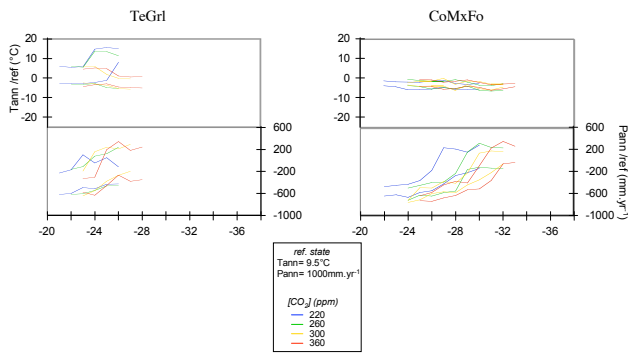 TeGrl
CoMxFo
Tann /ref (°C)
20
10
0
-10
-20
20
10
0
-10
-20
600
200
-200
-600
-1000
600
200
-200
-600
-1000
Pann /ref (mm.yr-1)
-20 -24 -28 -32 -36
-20 -24 -28 -32 -36
ref. state
Tann= 9.5°C
Pann= 1000mm.yr-1
[CO2] (ppm)
220
260
300
360